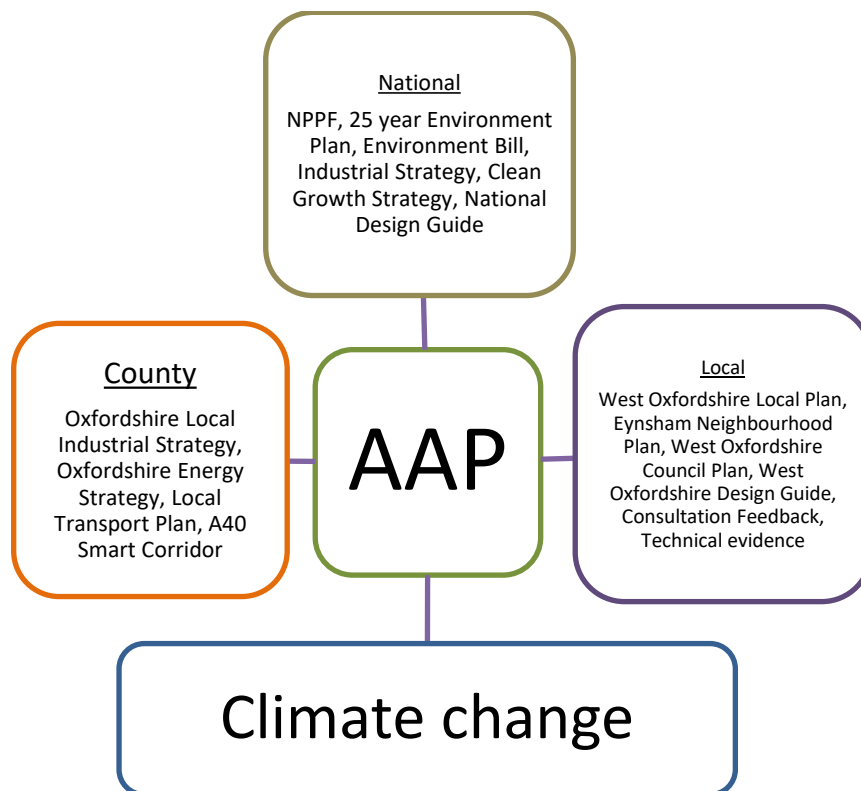 National
NPPF, 25 year Environment
Plan, Environment Bill,
Industrial Strategy, Clean
Growth Strategy, National
Design Guide
County
Oxfordshire Local
Industrial Strategy,
Oxfordshire Energy
Strategy, Local
Transport Plan, A40
Smart Corridor
AAP
Local
West Oxfordshire Local Plan,
Eynsham Neighbourhood
Plan, West Oxfordshire
Council Plan, West
Oxfordshire Design Guide,
Consultation Feedback,
Technical evidence
Climate change